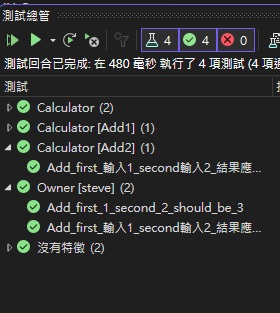 測試總管
4 4 0
測試回合已完成: 在 480 毫秒 執行了 4 項測試 (4 項
測試
Calculator (2)
Calculator [Add1] (1)
Calculator [Add2] (1)
Add_first_輸入1_second輸入2_結果應...
Owner [steve] (2)
Add_first_1_second_2_should_be_3
Add_first_輸入1_second輸入2_結果應...
沒有特徵 (2)